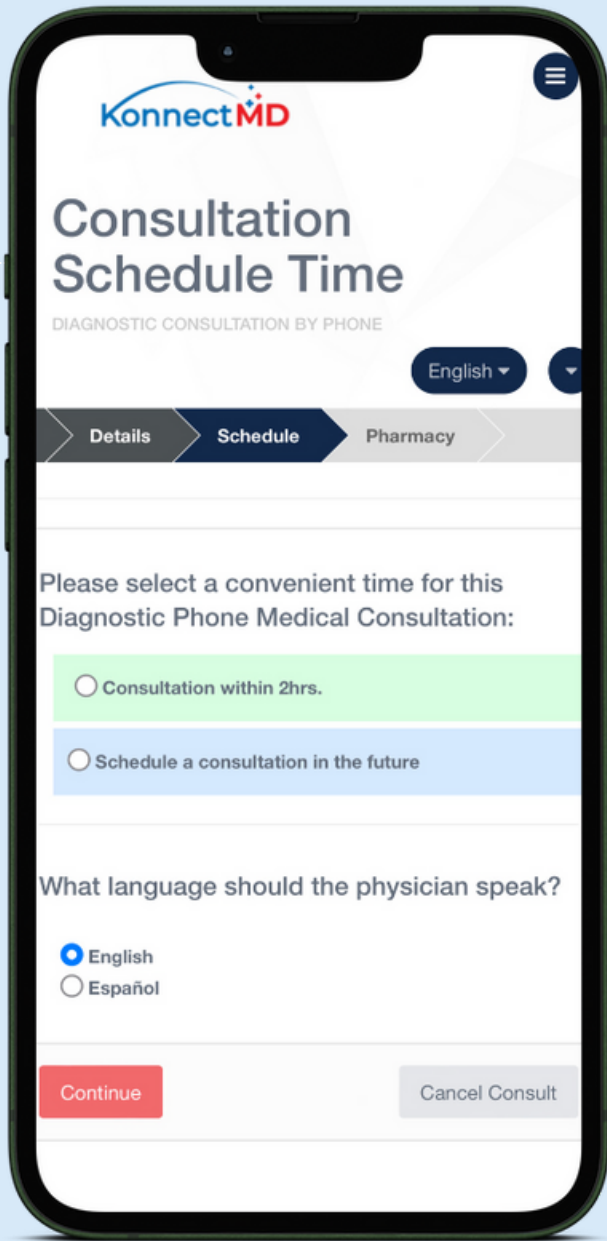 KonnectMD
Consultation
Schedule Time
DIAGNOSTIC CONSULTATION BY PHONE
English
Details Schedule Pharmacy
Please select a convenient time for this
Diagnostic Phone Medical Consultation:
Consultation within 2hrs.
Schedule a consultation in the future
What language should the physician speak?
English
Español
Continue Cancel Consult